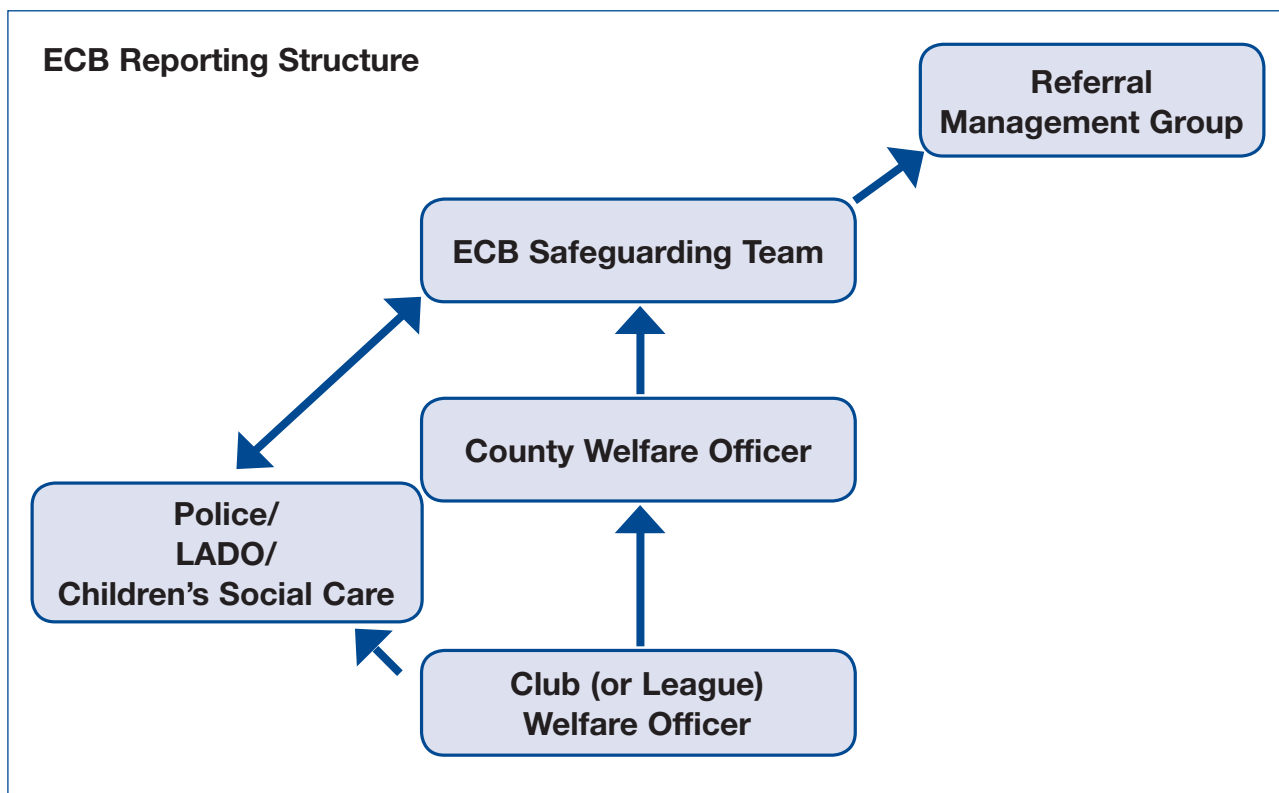 ECB Reporting Structure
Referral
Management Group
ECB Safeguarding Team
County Welfare Officer
Police/
LADO/
Children’s Social Care
Club (or League)
Welfare Officer